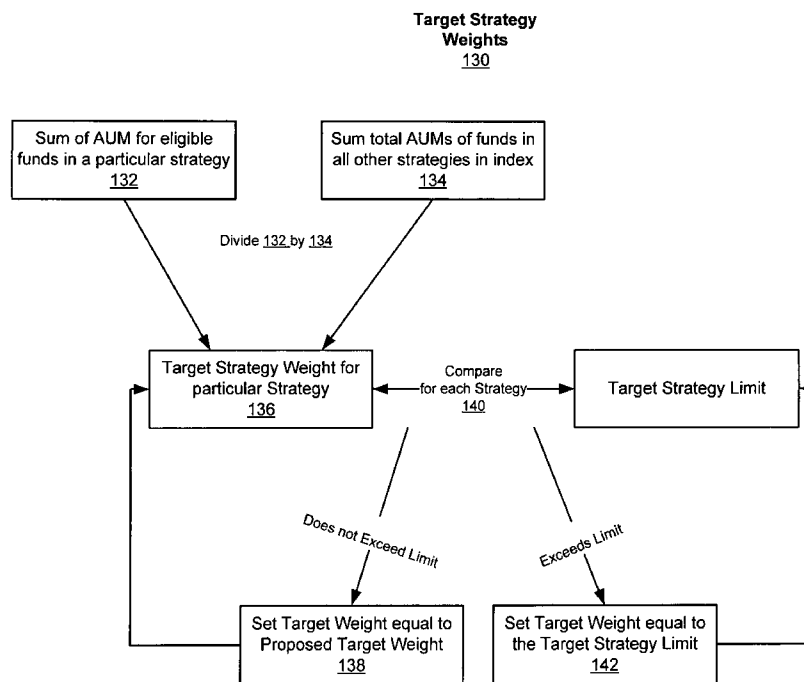 Target Strategy
Weights
130
Sum of AUM for eligible
funds in a particular strategy
132
Sum total AUMs of funds in
all other strategies in index
134
Divide 132 by 134
Target Strategy Weight for
particular Strategy
136
Compare
for each Strategy
140
Target Strategy Limit
Does not Exceed Limit
Exceeds Limit
Set Target Weight equal to
Proposed Target Weight
138
Set Target Weight equal to
the Target Strategy Limit
142